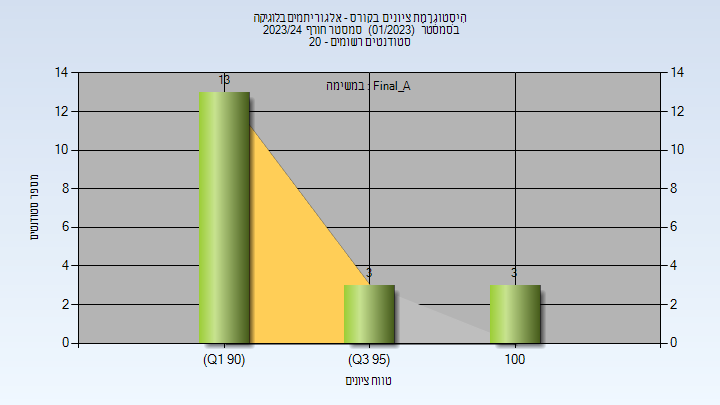 היסטוגרמת ציונים בקורס - אלגוריתמים בלוגיקה
בסמסטר (01/2023) סמסטר חורף 2023/24
סטודנטים רשומים - 20
במשימה : Final_A
14
12
10
8
6
4
2
0
14
12
10
8
6
4
2
0
13
3
3
מספר סטודנטים
(Q1 90)
(Q3 95)
100
טווח ציונים